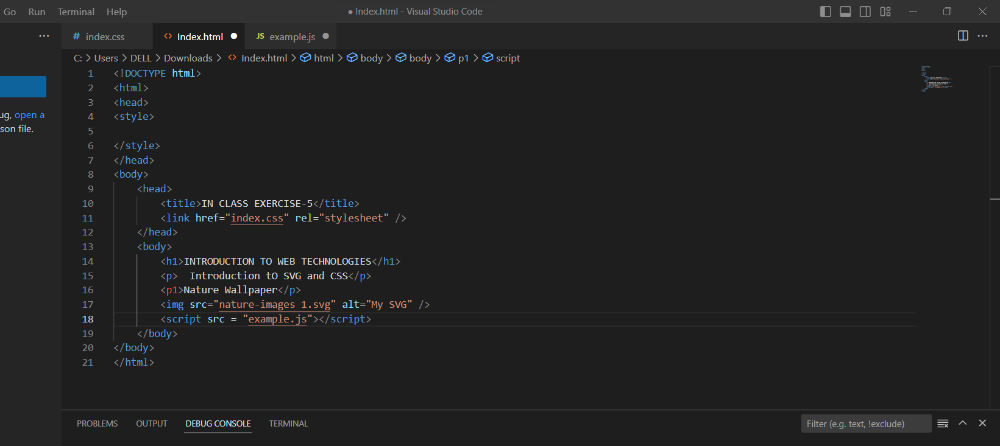 Go Run Terminal Help ● Index.html - Visual Studio Code
# index.css <> Index.html ● JS example.js ●
C: > Users > DELL > Downloads > <> Index.html > html > body > body > p1 > script
ug, open a
son file.
1 <!DOCTYPE html>
2 <html>
3 <head>
4 <style>
5
6 </style>
7 </head>
8 <body>
9 <head>
10 <title>IN CLASS EXERCISE-5</title>
11 <link href="index.css" rel="stylesheet" />
12 </head>
13 <body>
14 <h1>INTRODUCTION TO WEB TECHNOLOGIES</h1>
15 <p>  Introduction tO SVG and CSS</p>
16 <p1>Nature Wallpaper</p>
17 <img src="nature-images 1.svg" alt="My SVG" />
18 <script src = "example.js"></script>
19 </body>
20 </body>
21 </html>
PROBLEMS OUTPUT DEBUG CONSOLE TERMINAL Filter (e.g. text, !exclude)